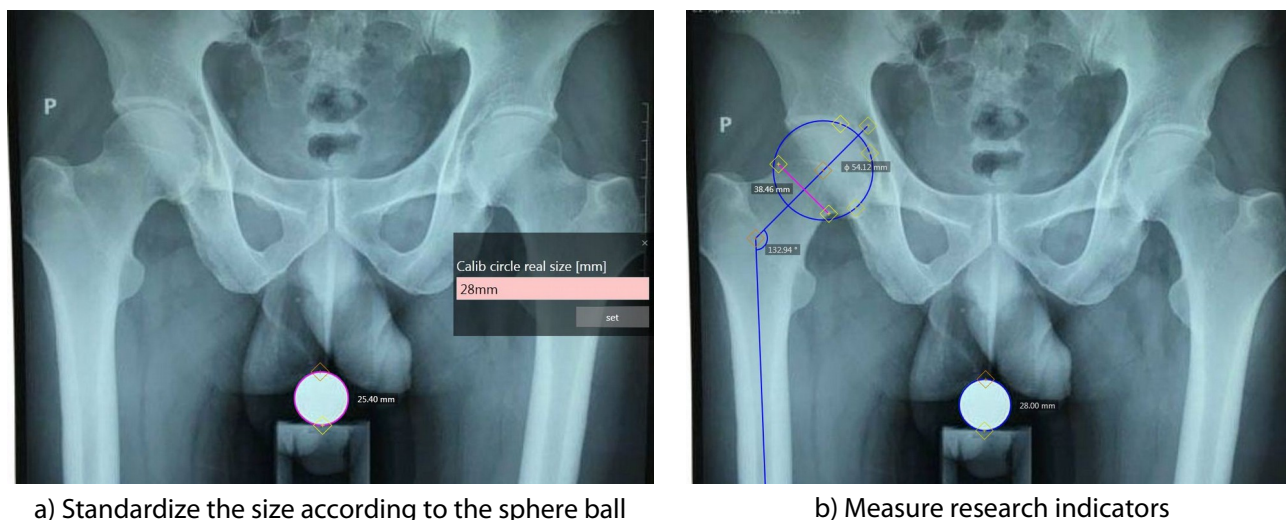 P
Calib circle real size [mm]
×
28mm
set
25.40 mm
a) Standardize the size according to the sphere ball
P
ϕ 54.12 mm
38.46 mm
132.94 °
28.00 mm
b) Measure research indicators